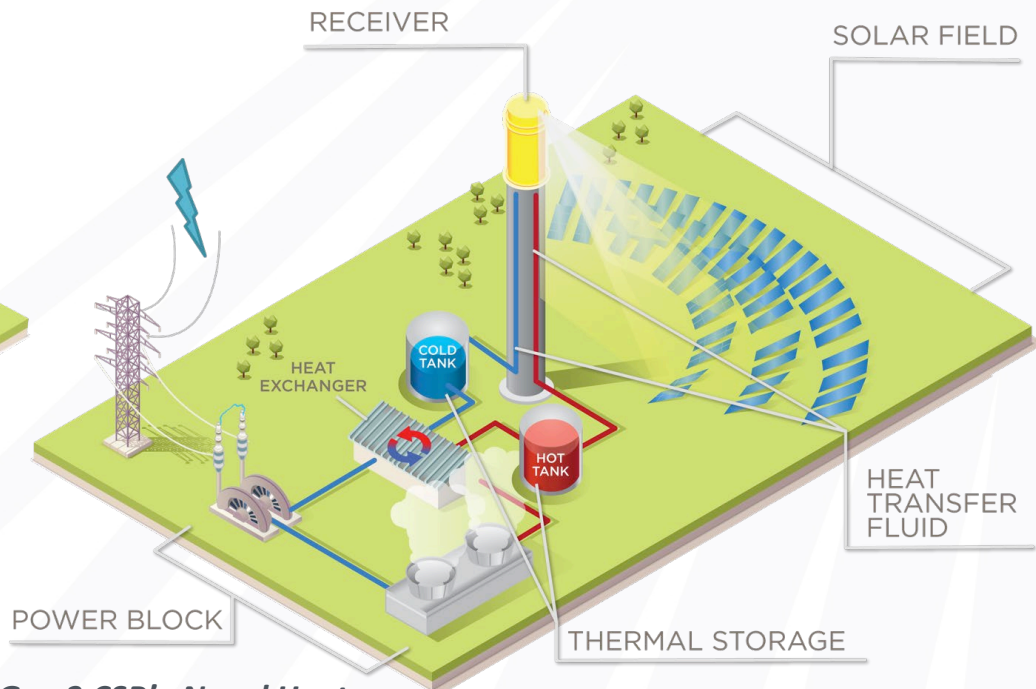 RECEIVER
SOLAR FIELD
COLD
TANK
HEAT
EXCHANGER
HOT
TANK
HEAT
TRANSFER
FLUID
POWER BLOCK
THERMAL STORAGE